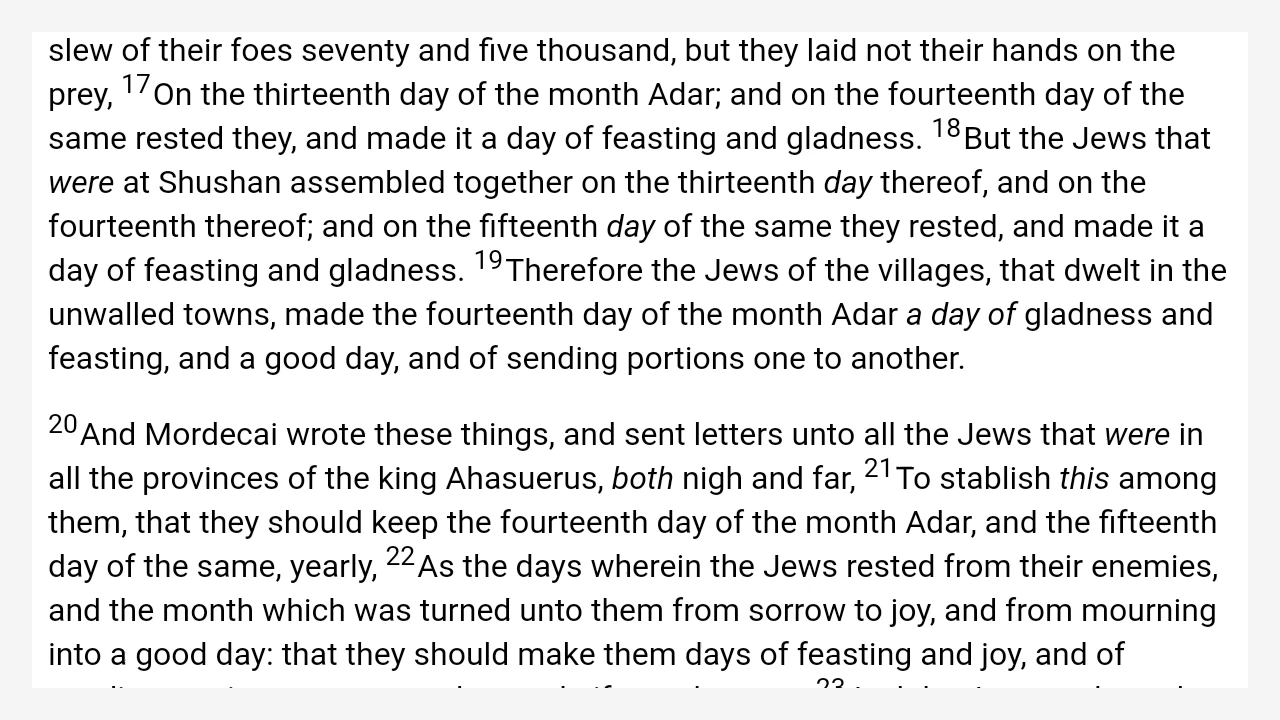 slew of their foes seventy and five thousand, but they laid not their hands on the
prey, 17On the thirteenth day of the month Adar; and on the fourteenth day of the
same rested they, and made it a day of feasting and gladness. 18But the Jews that
were at Shushan assembled together on the thirteenth day thereof, and on the
fourteenth thereof; and on the fifteenth day of the same they rested, and made it a
day of feasting and gladness. 19Therefore the Jews of the villages, that dwelt in the
unwalled towns, made the fourteenth day of the month Adar a day of gladness and
feasting, and a good day, and of sending portions one to another.
20And Mordecai wrote these things, and sent letters unto all the Jews that were in
all the provinces of the king Ahasuerus, both nigh and far, 21To stablish this among
them, that they should keep the fourteenth day of the month Adar, and the fifteenth
day of the same, yearly, 22As the days wherein the Jews rested from their enemies,
and the month which was turned unto them from sorrow to joy, and from mourning
into a good day: that they should make them days of feasting and joy, and of
23